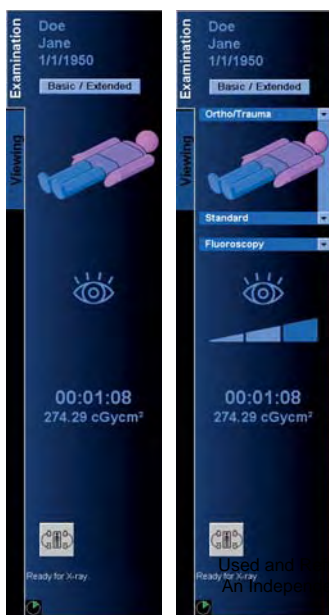 Examination
Viewing
Doe
Jane
1/1/1950
Basic / Extended
00:01:08
274.29 cGycm²
Ready for X-ray.
Examination
Viewing
Doe
Jane
1/1/1950
Basic / Extended
Ortho/Trauma
Standard
Fluoroscopy
00:01:08
274.29 cGycm²
Ready for X-ray
Used and
An Indepe